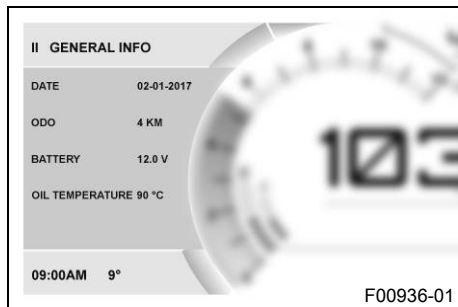 II GENERAL INFO
DATE 02-01-2017
ODO 4 KM
BATTERY 12.0 V
OIL TEMPERATURE 90 °C
103
09:00AM 9°
F00936-01